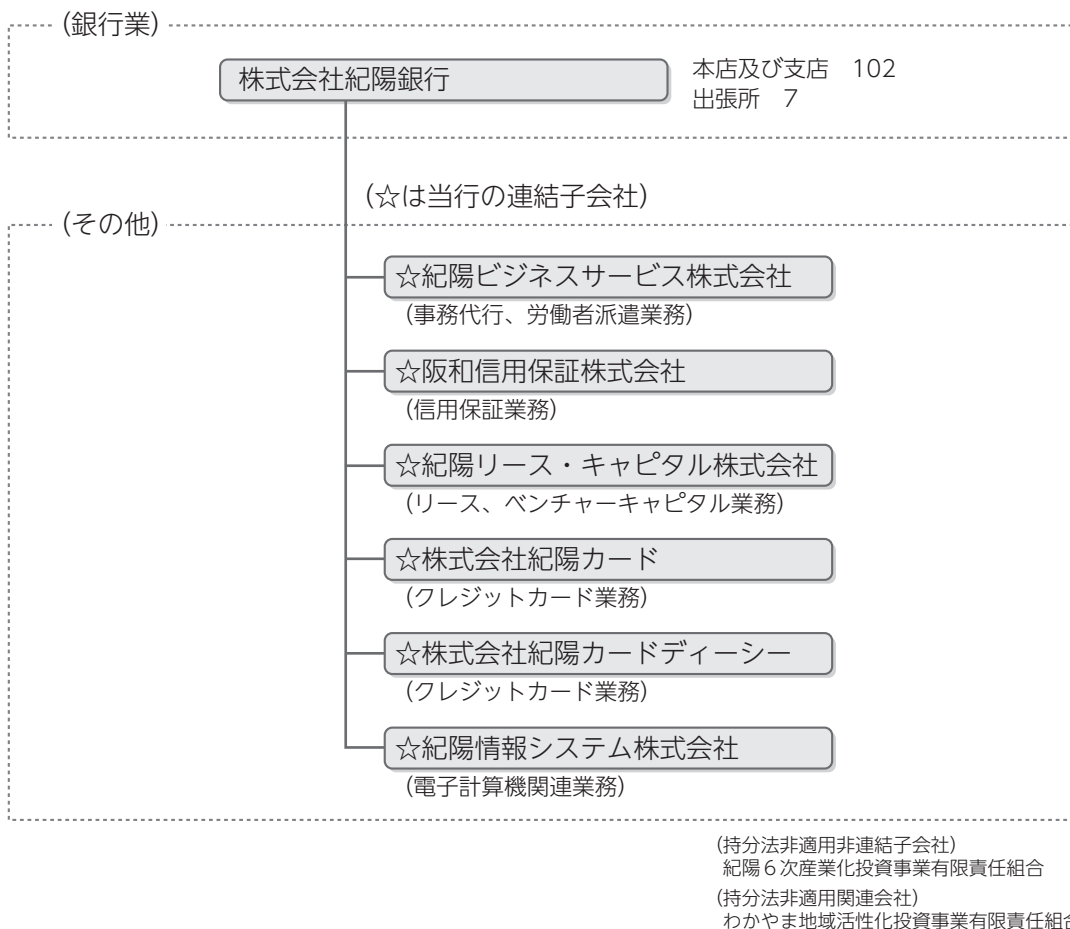 (銀行業)
株式会社紀陽銀行
本店及び支店 102
出張所 7
(☆は当行の連結子会社)
(その他)
☆紀陽ビジネスサービス株式会社
(事務代行、労働者派遣業務)
☆阪和信用保証株式会社
(信用保証業務)
☆紀陽リース・キャピタル株式会社
(リース、ベンチャーキャピタル業務)
☆株式会社紀陽カード
(クレジットカード業務)
☆株式会社紀陽カードディーシー
(クレジットカード業務)
☆紀陽情報システム株式会社
(電子計算機関連業務)
(持分法非適用非連結子会社)
紀陽6次産業化投資事業有限責任組合
(持分法非適用関連会社)
わかやま地域活性化投資事業有限責任組合